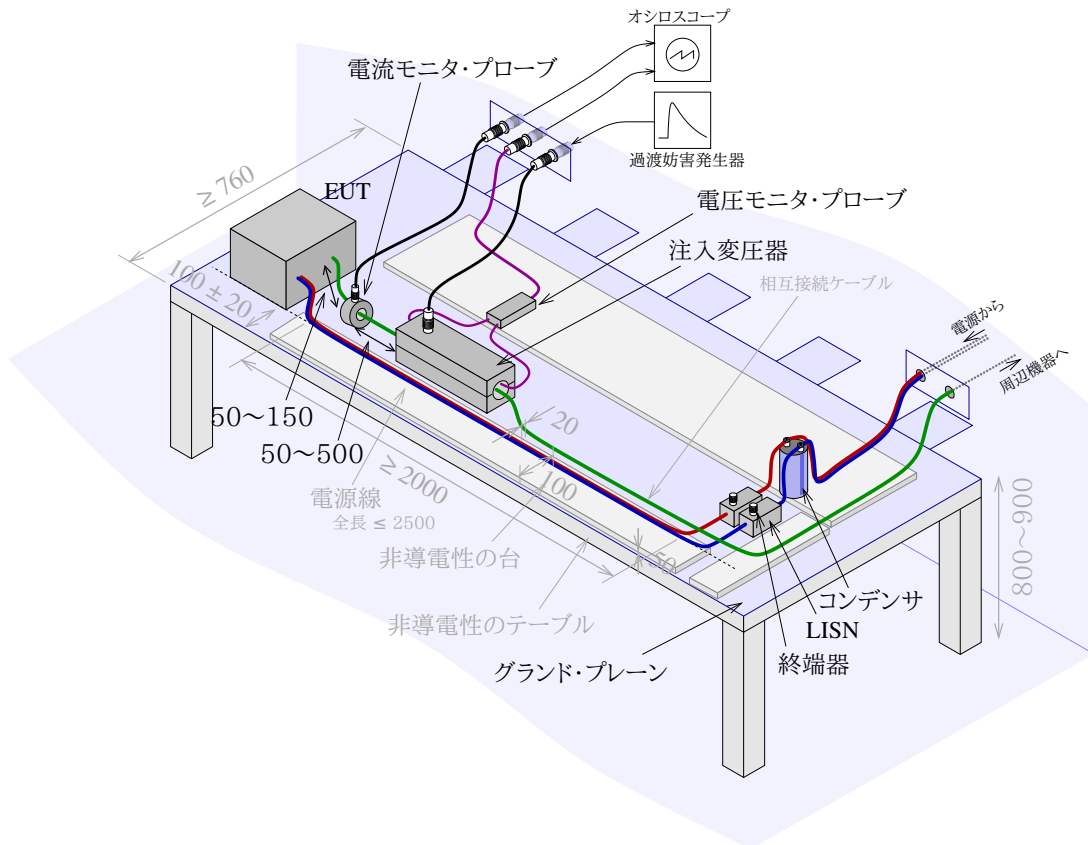 オシロスコープ
電流モニタ・プローブ
過渡妨害発生器
≥ 760
EUT
電圧モニタ・プローブ
注入変圧器
100 ± 20
相互接続ケーブル
電源から
周辺機器へ
50～150
50～500
20
≥ 2000
100
電源線
全長 ≤ 2500
非導電性の台
50
800～900
非導電性のテーブル
コンデンサ
LISN
終端器
グランド・プレーン